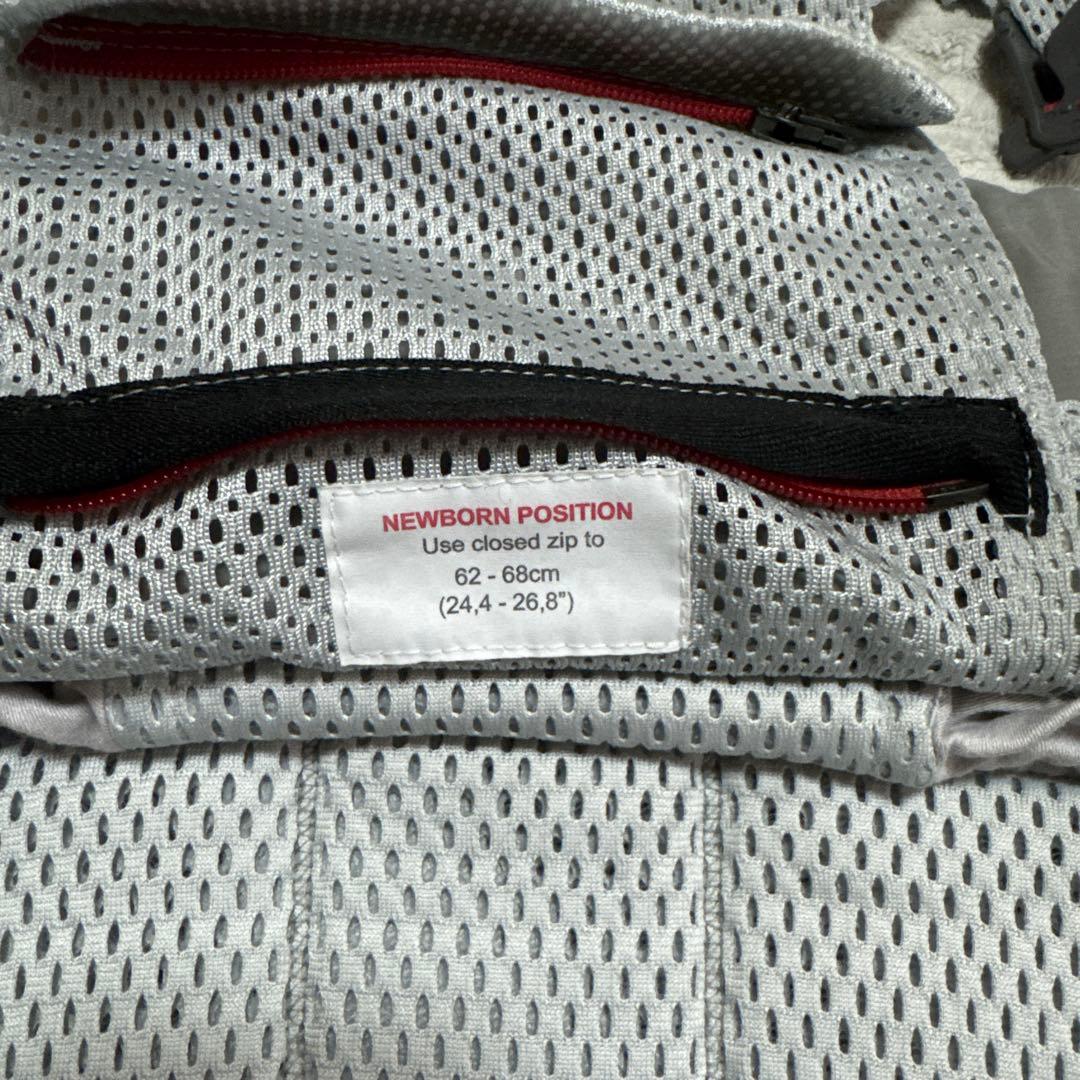 NEWBORN POSITION
Use closed zip to
62 - 68cm
(24,4 - 26,8")